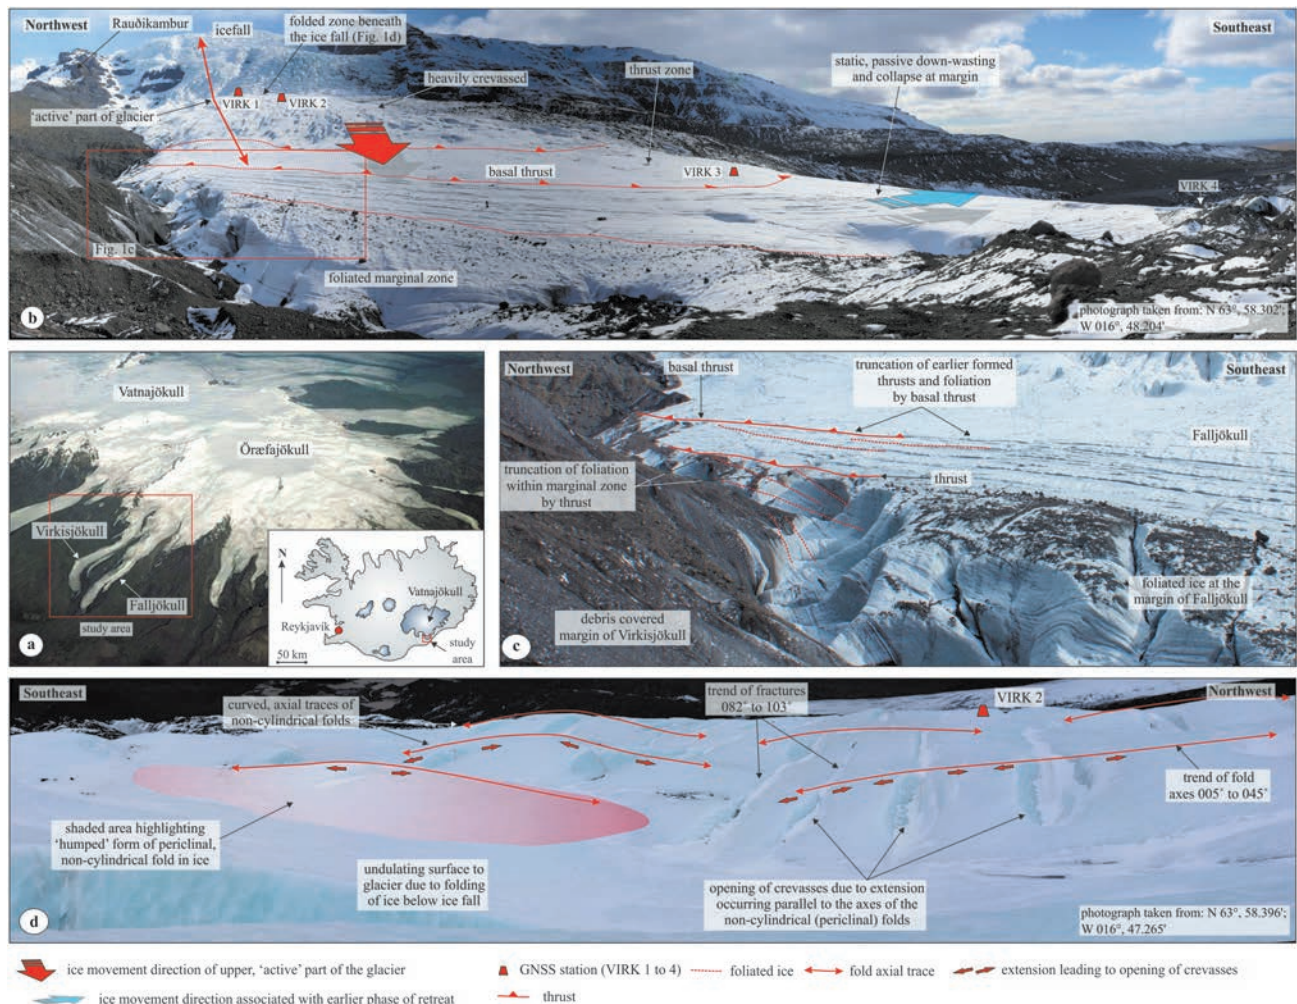 Northwest
Rauðikambur
icefall
folded zone beneath
the ice fall (Fig. 1d)
heavily crevassed
thrust zone
static, passive down-wasting
and collapse at margin
Southeast
VIRK 1
VIRK 2
'active' part of glacier
basal thrust
VIRK 3
VIRK 4
Fig. 1c
foliated marginal zone
b
photograph taken from: N 63°, 58.302';
W 016°, 48.204'
Vatnajökull
Öræfajökull
Virkisjökull
Falljökull
study area
a
N
Vatnajökull
Reykjavik
study
area
50 km
Northwest
basal thrust
truncation of earlier formed
thrusts and foliation
by basal thrust
Southeast
Falljökull
truncation of foliation
within marginal zone
by thrust
thrust
foliated ice at the
margin of Falljökull
debris covered
margin of Virkisjökull
c
Southeast
curved, axial traces of
non-cylindrical folds
trend of fractures
082° to 103°
VIRK 2
Northwest
trend of fold
axes 005° to 045°
shaded area highlighting
'humped' form of periclinal,
non-cylindrical fold in ice
undulating surface to
glacier due to folding
of ice below ice fall
opening of crevasses due to extension
occurring parallel to the axes of the
non-cylindrical (periclinal) folds
d
photograph taken from: N 63°, 58.396';
W 016°, 47.265'
ice movement direction of upper, 'active' part of the glacier
GNSS station (VIRK 1 to 4)
foliated ice
fold axial trace
extension leading to opening of crevasses
ice movement direction associated with earlier phase of retreat
thrust